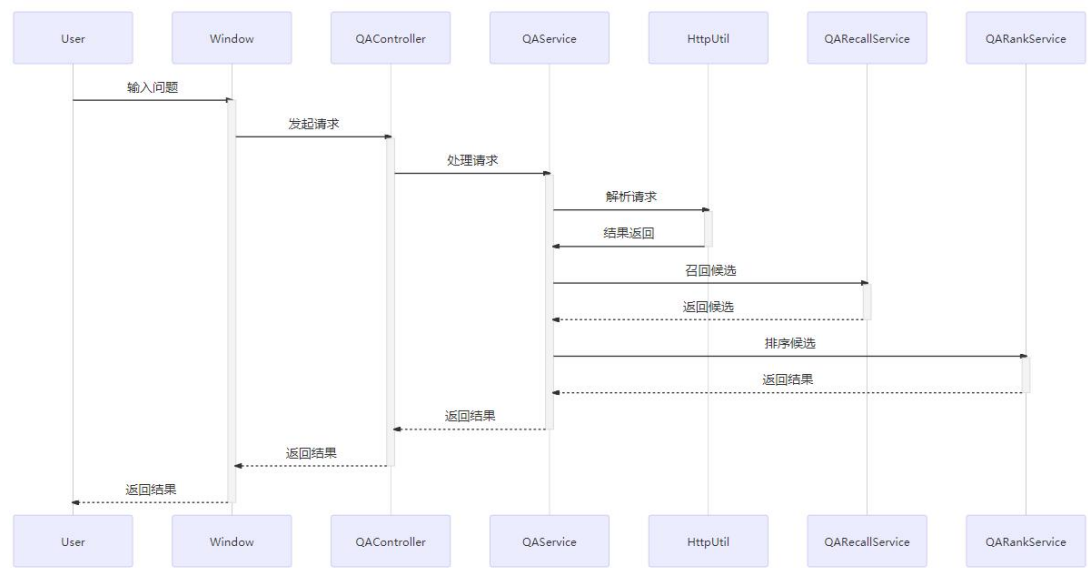 User
Window
QAController
QAService
HttpUtil
QARecallService
QARankService
输入问题
发起请求
处理请求
解析请求
结果返回
召回候选
返回候选
排序候选
返回结果
返回结果
返回结果
返回结果
User
Window
QAController
QAService
HttpUtil
QARecallService
QARankService